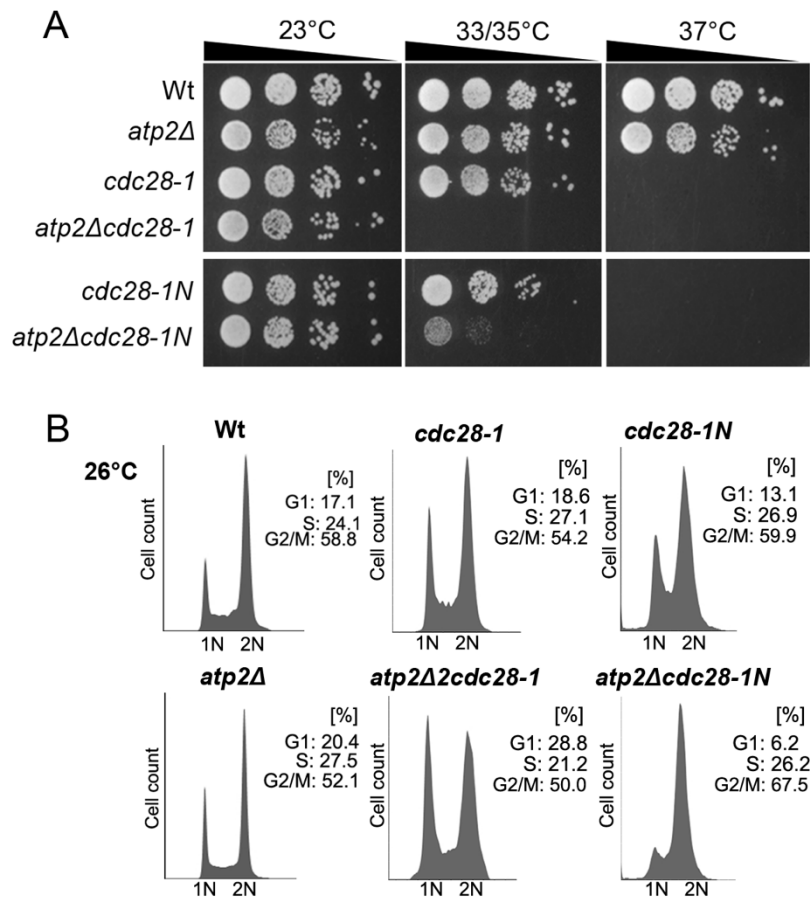 A
23°C 33/35°C 37°C
Wt
atp2Δ
cdc28-1
atp2Δcdc28-1
cdc28-1N
atp2Δcdc28-1N
B
26°C
Wt
[%]
G1: 17.1
S: 24.1
G2/M: 58.8
Cell count
1N 2N
cdc28-1
[%]
G1: 18.6
S: 27.1
G2/M: 54.2
Cell count
1N 2N
cdc28-1N
[%]
G1: 13.1
S: 26.9
G2/M: 59.9
Cell count
1N 2N
atp2Δ
[%]
G1: 20.4
S: 27.5
G2/M: 52.1
Cell count
1N 2N
atp2Δ2cdc28-1
[%]
G1: 28.8
S: 21.2
G2/M: 50.0
Cell count
1N 2N
atp2Δcdc28-1N
[%]
G1: 6.2
S: 26.2
G2/M: 67.5
Cell count
1N 2N